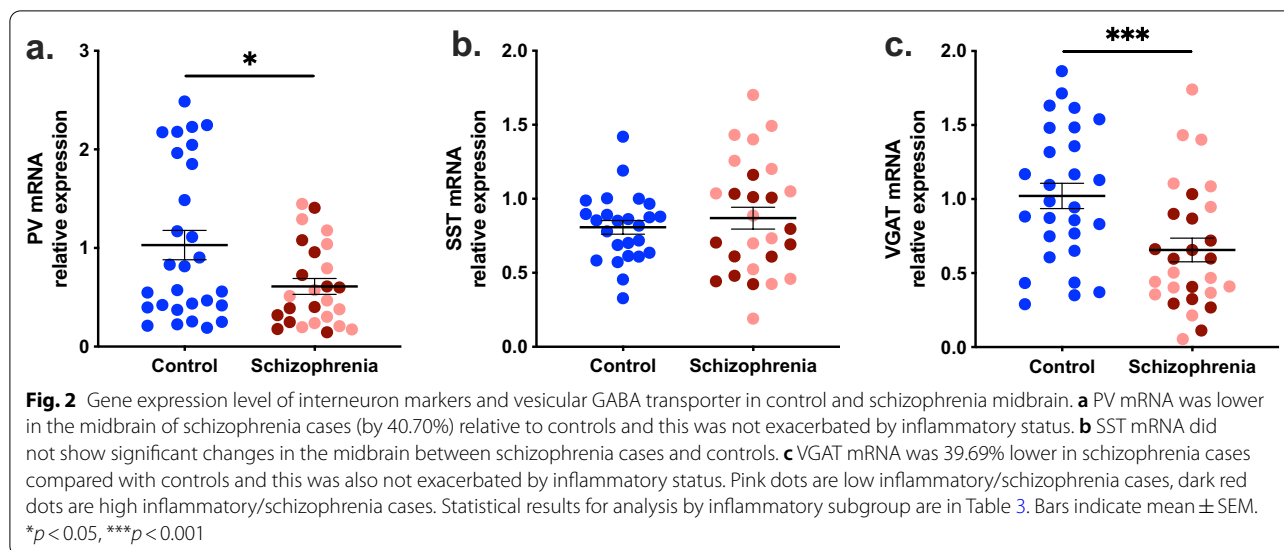 a.
*
3
2
1
0
PV mRNA
relative expression
Control Schizophrenia
b.
2.0
1.5
1.0
0.5
0.0
SST mRNA
relative expression
Control Schizophrenia
c.
***
2.0
1.5
1.0
0.5
0.0
VGAT mRNA
relative expression
Control Schizophrenia
Fig. 2 Gene expression level of interneuron markers and vesicular GABA transporter in control and schizophrenia midbrain. a PV mRNA was lower
in the midbrain of schizophrenia cases (by 40.70%) relative to controls and this was not exacerbated by inflammatory status. b SST mRNA did
not show significant changes in the midbrain between schizophrenia cases and controls. c VGAT mRNA was 39.69% lower in schizophrenia cases
compared with controls and this was also not exacerbated by inflammatory status. Pink dots are low inflammatory/schizophrenia cases, dark red
dots are high inflammatory/schizophrenia cases. Statistical results for analysis by inflammatory subgroup are in Table 3. Bars indicate mean ± SEM.
*p < 0.05, ***p < 0.001